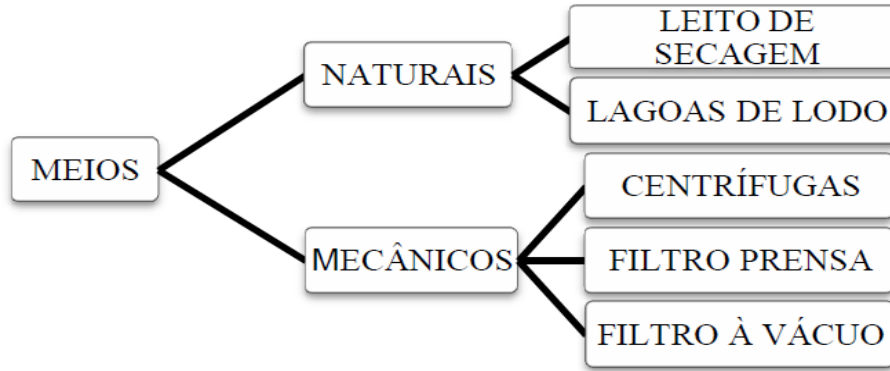 MEIOS
NATURAIS
LEITO DE
SECAGEM
LAGOAS DE LODO
MECÂNICOS
CENTRÍFUGAS
FILTRO PRENSA
FILTRO À VÁCUO